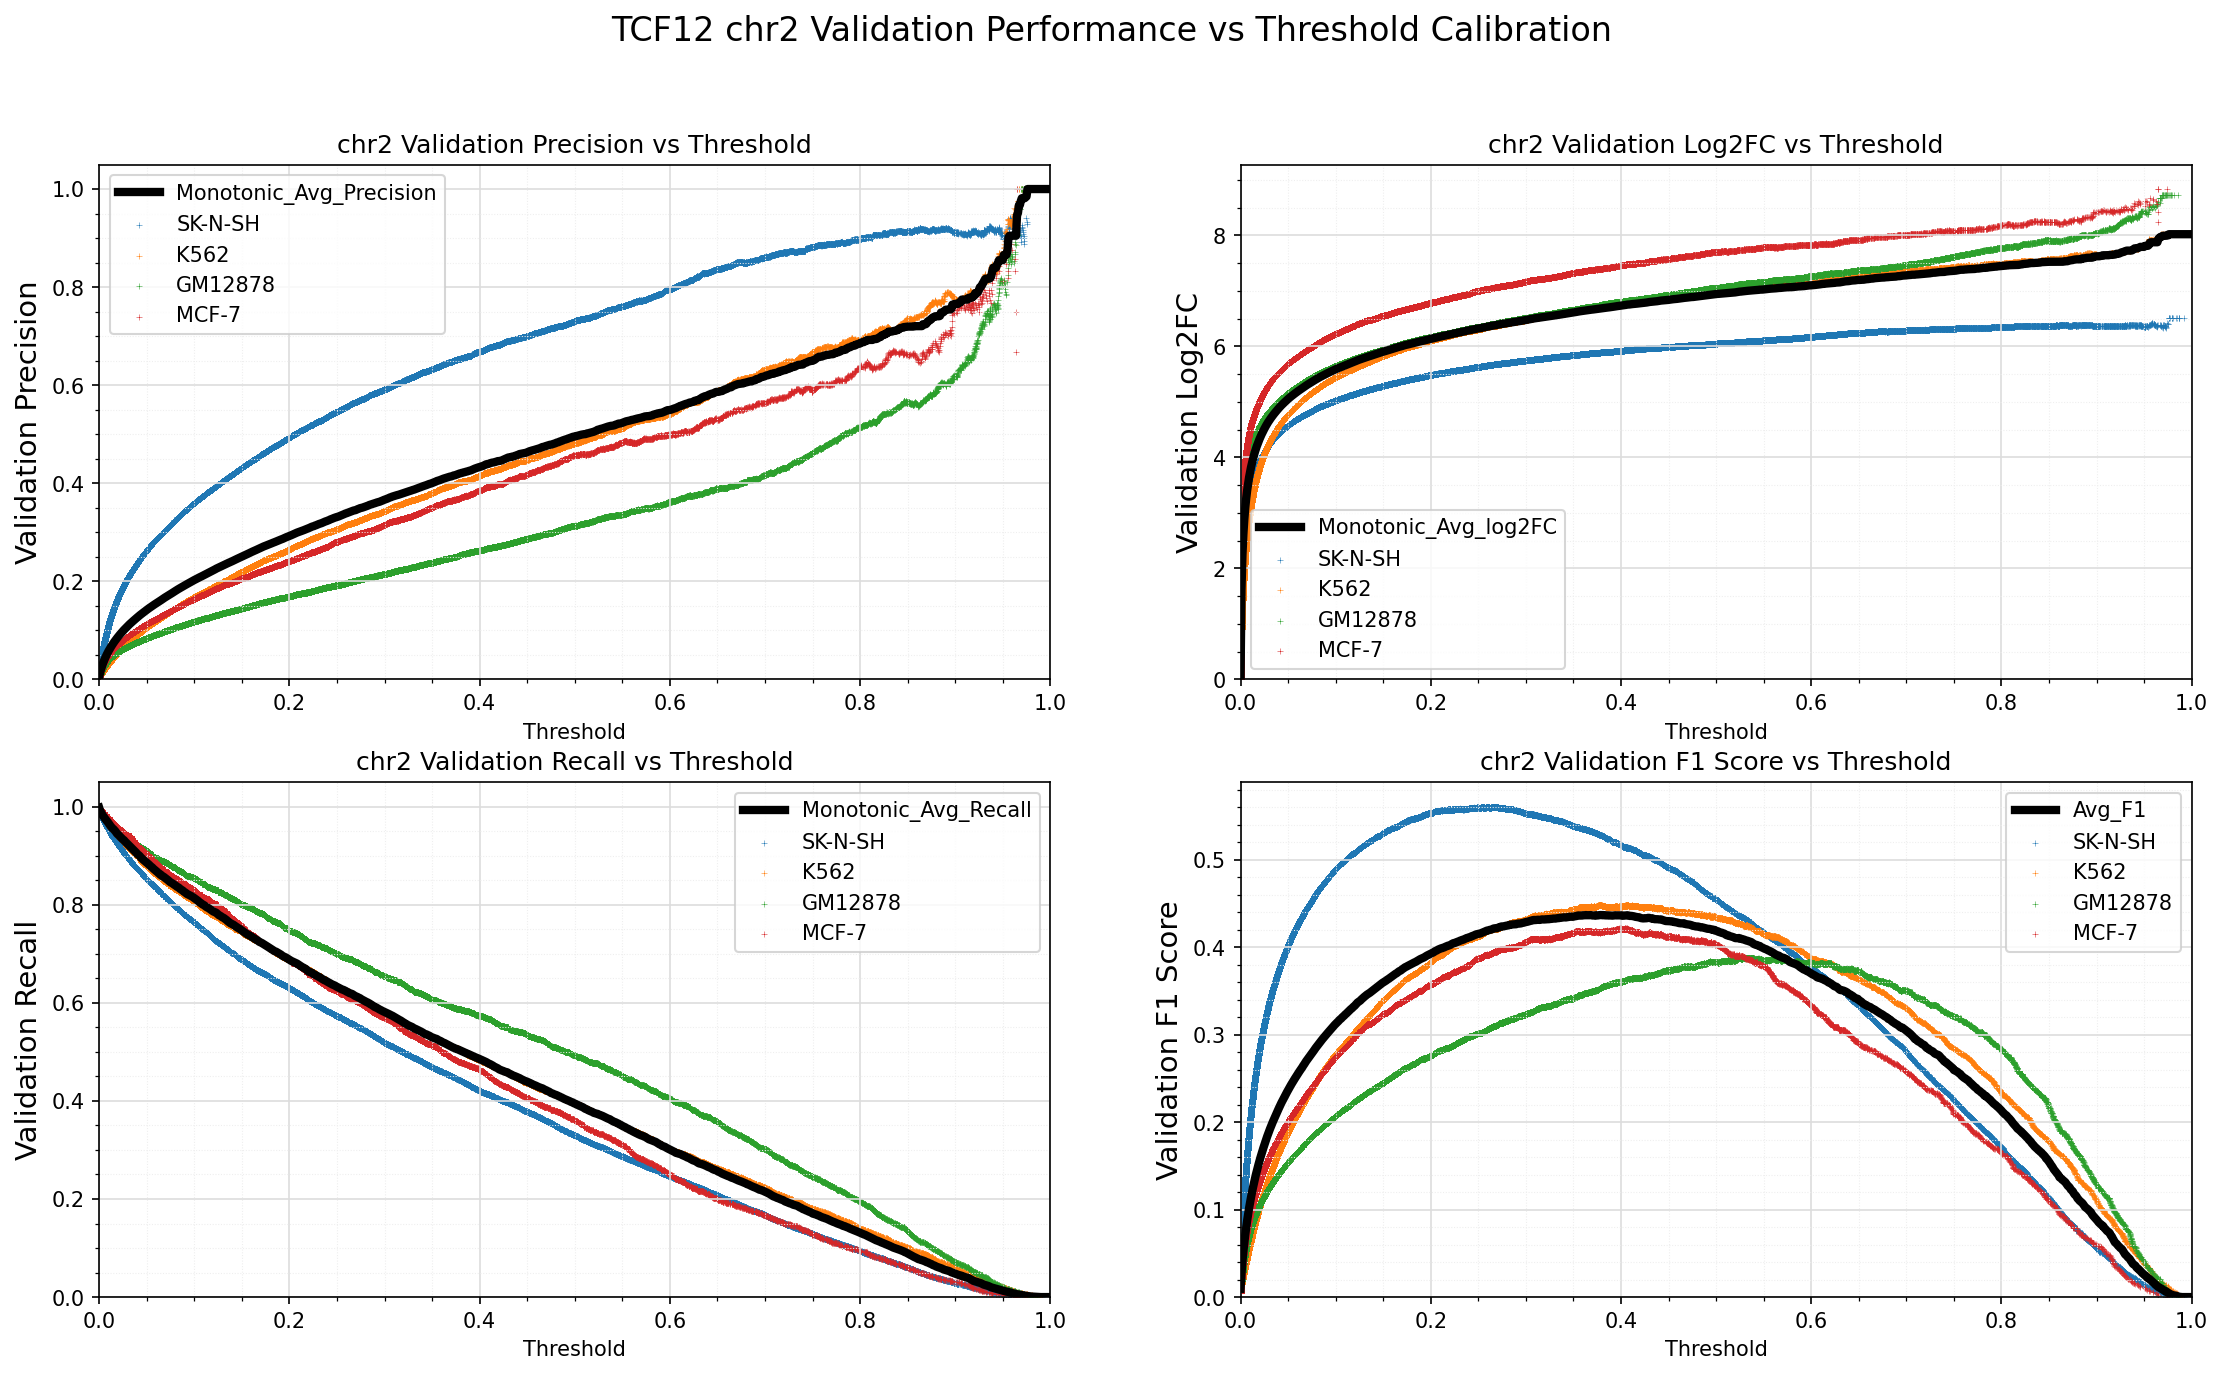 TCF12 chr2 Validation Performance vs Threshold Calibration
chr2 Validation Precision vs Threshold
Validation Precision
1.0
0.8
0.6
0.4
0.2
0.0
Monotonic_Avg_Precision
SK-N-SH
K562
GM12878
MCF-7
0.0 0.2 0.4 0.6 0.8 1.0
Threshold
chr2 Validation Log2FC vs Threshold
Validation Log2FC
8
6
4
2
0
Monotonic_Avg_log2FC
SK-N-SH
K562
GM12878
MCF-7
0.0 0.2 0.4 0.6 0.8 1.0
Threshold
chr2 Validation Recall vs Threshold
Validation Recall
1.0
0.8
0.6
0.4
0.2
0.0
Monotonic_Avg_Recall
SK-N-SH
K562
GM12878
MCF-7
0.0 0.2 0.4 0.6 0.8 1.0
Threshold
chr2 Validation F1 Score vs Threshold
Validation F1 Score
0.5
0.4
0.3
0.2
0.1
0.0
Avg_F1
SK-N-SH
K562
GM12878
MCF-7
0.0 0.2 0.4 0.6 0.8 1.0
Threshold